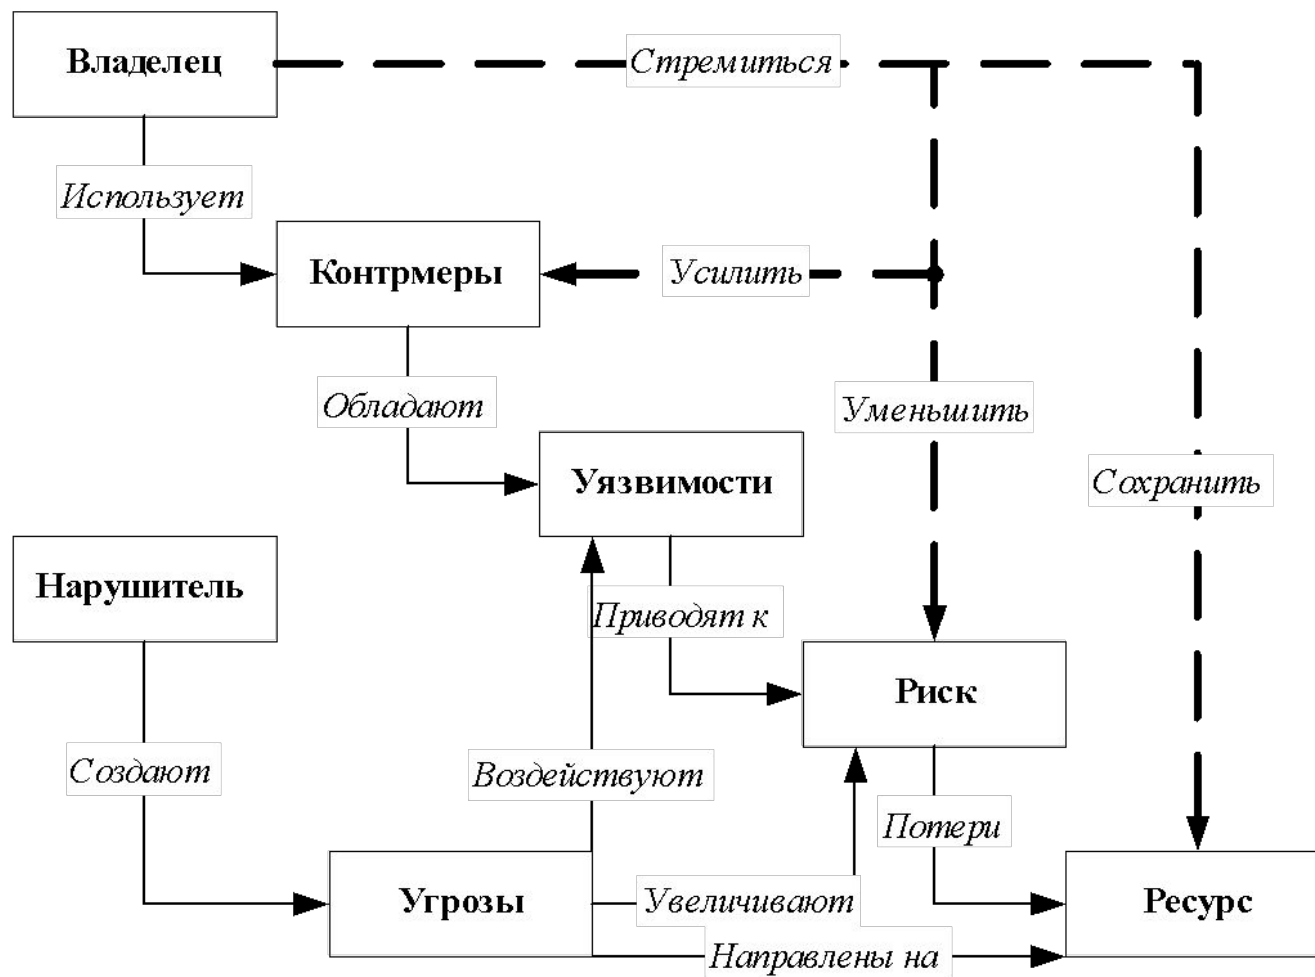 Владелец
Стремиться
Использует
Контрмеры
Усилить
Обладают
Уменьшить
Уязвимости
Сохранить
Нарушитель
Приводят к
Риск
Создают
Воздействуют
Потери
Угрозы
Увеличивают
Ресурс
Направлены на